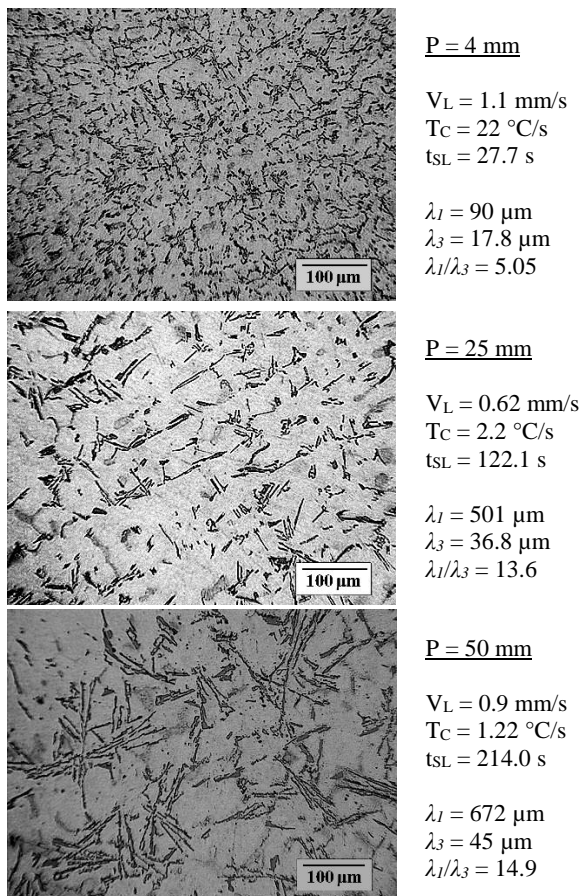 P = 4 mm
VL = 1.1 mm/s
TC = 22 °C/s
tSL = 27.7 s
λ1 = 90 µm
λ3 = 17.8 µm
λ1/λ3 = 5.05
100 µm
P = 25 mm
VL = 0.62 mm/s
TC = 2.2 °C/s
tSL = 122.1 s
λ1 = 501 µm
λ3 = 36.8 µm
λ1/λ3 = 13.6
100 µm
P = 50 mm
VL = 0.9 mm/s
TC = 1.22 °C/s
tSL = 214.0 s
λ1 = 672 µm
λ3 = 45 µm
λ1/λ3 = 14.9
100 µm